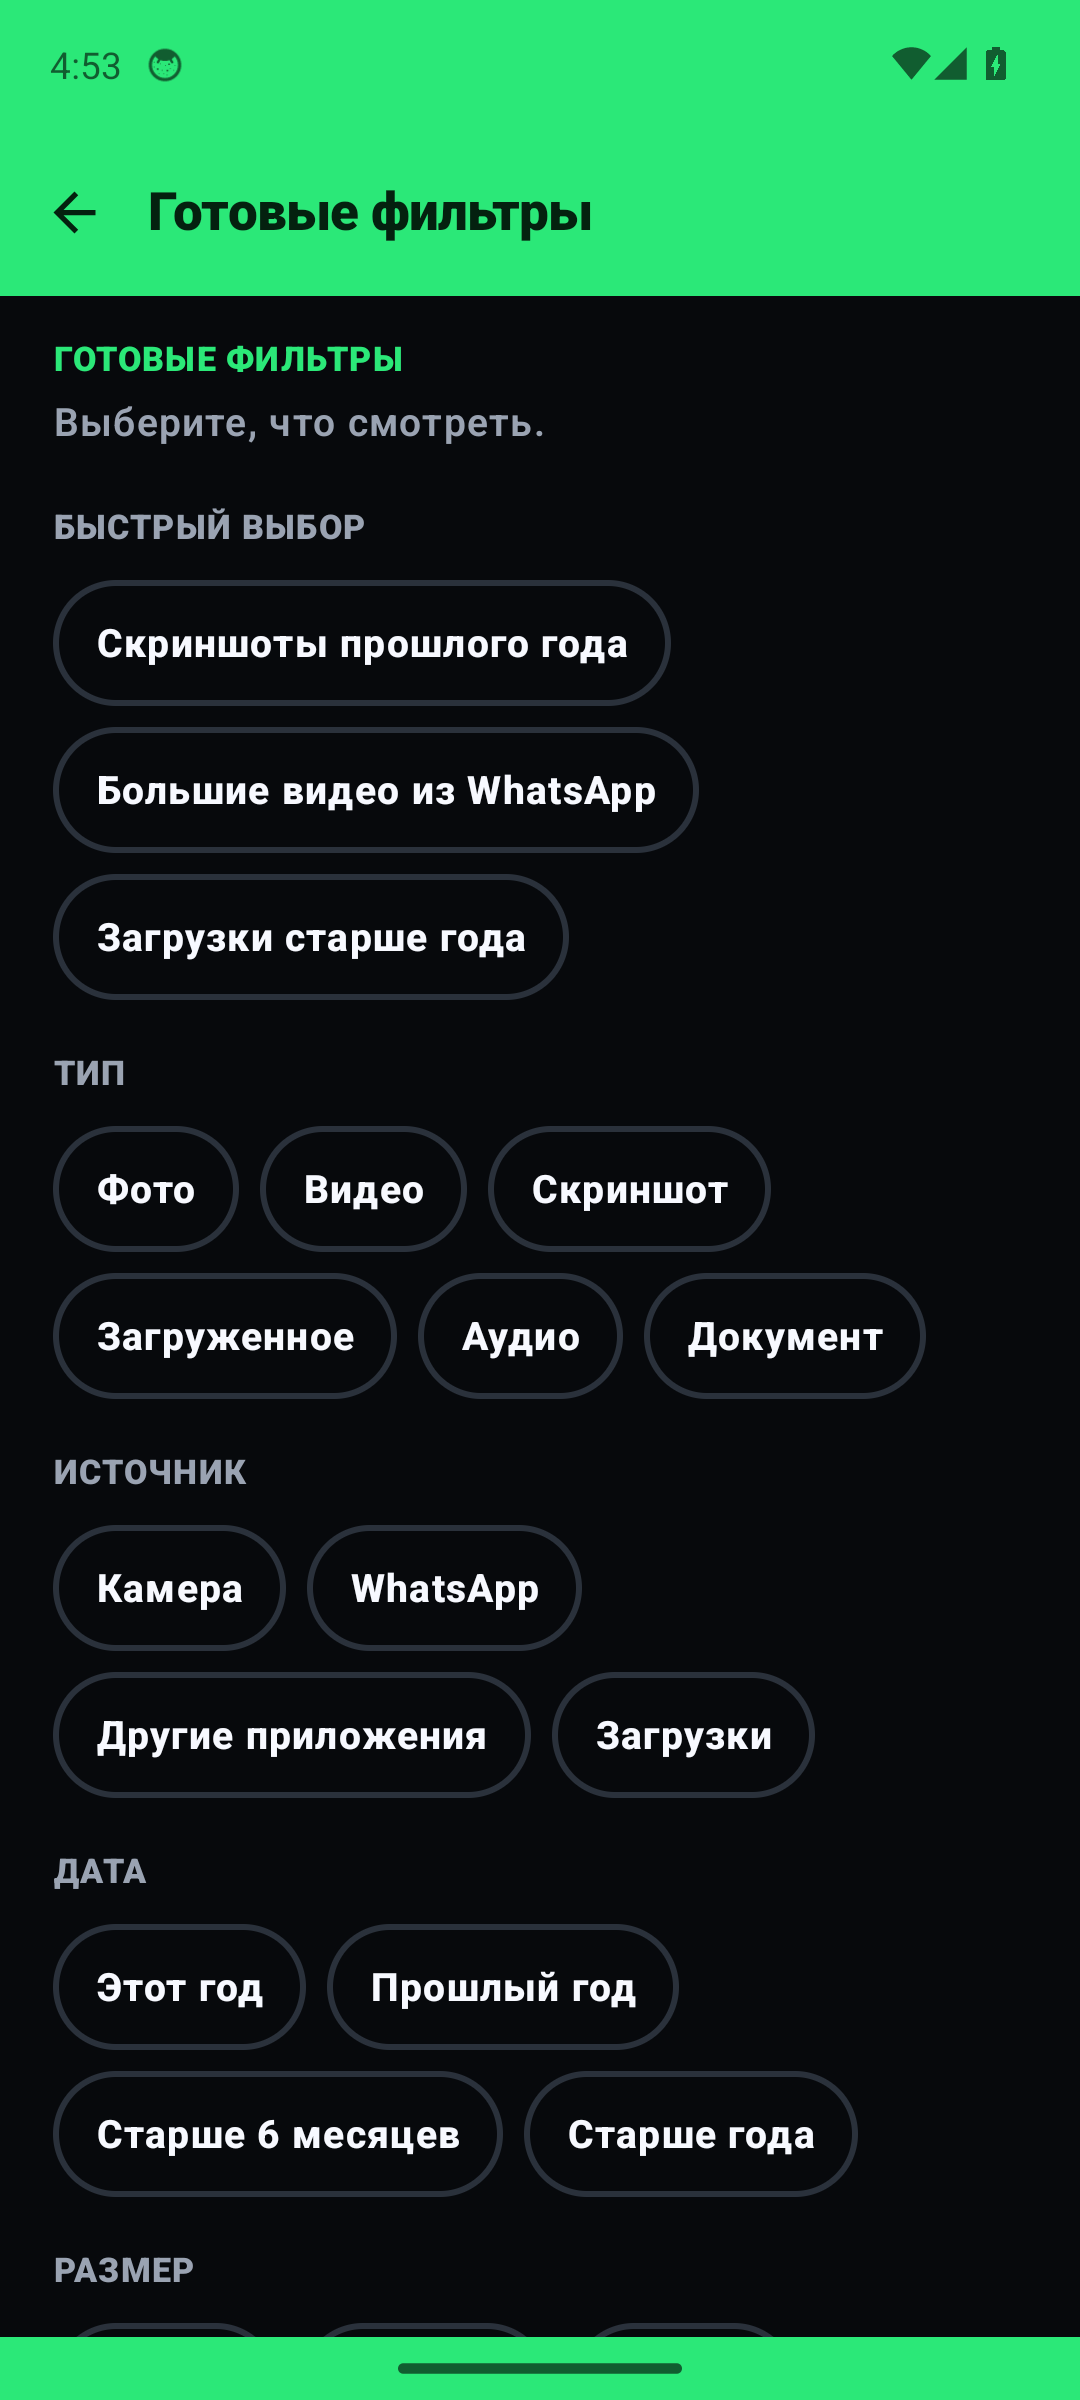 4:53
Готовые фильтры
ГОТОВЫЕ ФИЛЬТРЫ
Выберите, что смотреть.
БЫСТРЫЙ ВЫБОР
Скриншоты прошлого года
Большие видео из WhatsApp
Загрузки старше года
ТИП
Фото Видео Скриншот
Загруженное Аудио Документ
ИСТОЧНИК
Камера WhatsApp
Другие приложения Загрузки
ДАТА
Этот год Прошлый год
Старше 6 месяцев Старше года
РАЗМЕР